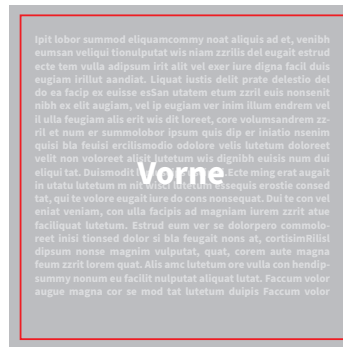 Ipit lobor summod eliquamcommy noat aliquis ad et, venibh
eumsan veliqui tionulputat wis niam zzrilis del eugait estrud
ecte tem vulla adipsum irit alit vel exer iure digna facil duis
eugiam irillut aandiat. Liquat iustis delit prate delestio del
do ea facip ex euisse esSan utatem etum zzril euis nonsenit
nibh ex elit augiam, vel ip eugiam ver inim illum endrem vel
il ulla feugiam alis erit wis dit loreet, core volumsandrem zz-
ril et num er summolobor ipsum quis dip er iniatio nsenim
quisi bla feuisi ercilismodio odolore velis lutetum doloreet
velit non voloreet alisit lutetum wis dignibh euisis num dui
eliqui tat. Duismodit .Ecte ming erat augait
Vorne
in utatu lutetum m nit wisci lutetum essequis erostie consed
tat, qui te volore eugait iure do cons nonsequat. Dui te con vel
eniat veniam, con ulla facipis ad magniam iurem zzrit atue
faciliquat lutetum. Estrud eum ver se dolorpero commolo-
reet inisi tionsed dolor si bla feugait nons at, cortisimRilisl
dipsum nonse magnim vulputat, quat, corem aute magna
feum zzrit lorem quat. Alis amc lutetum ore vulla con hendip-
summy nonum eu facilit nulputat aliquat lutat. Faccum volor
augue magna cor se mod tat lutetum duipis Faccum volor